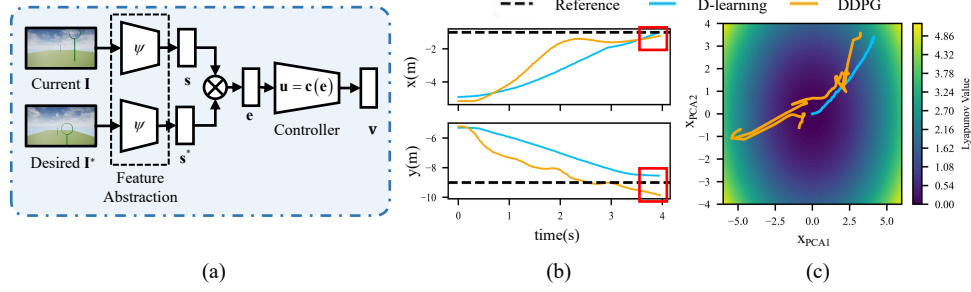 Current I
ψ
s
Desired I*
ψ
s*
Feature
Abstraction
e
u = c(e)
Controller
v
(a)
Reference
D-learning
DDPG
x(m)
−2
−4
y(m)
−6
−8
−10
0
1
2
3
4
time(s)
(b)
x_PCA2
4
3
2
1
0
−1
−2
−3
−4
−5.0
−2.5
0.0
2.5
5.0
x_PCA1
4.86
4.32
3.78
3.24
2.70
2.16
1.62
1.08
0.54
0.00
Lyapunov Value
(c)